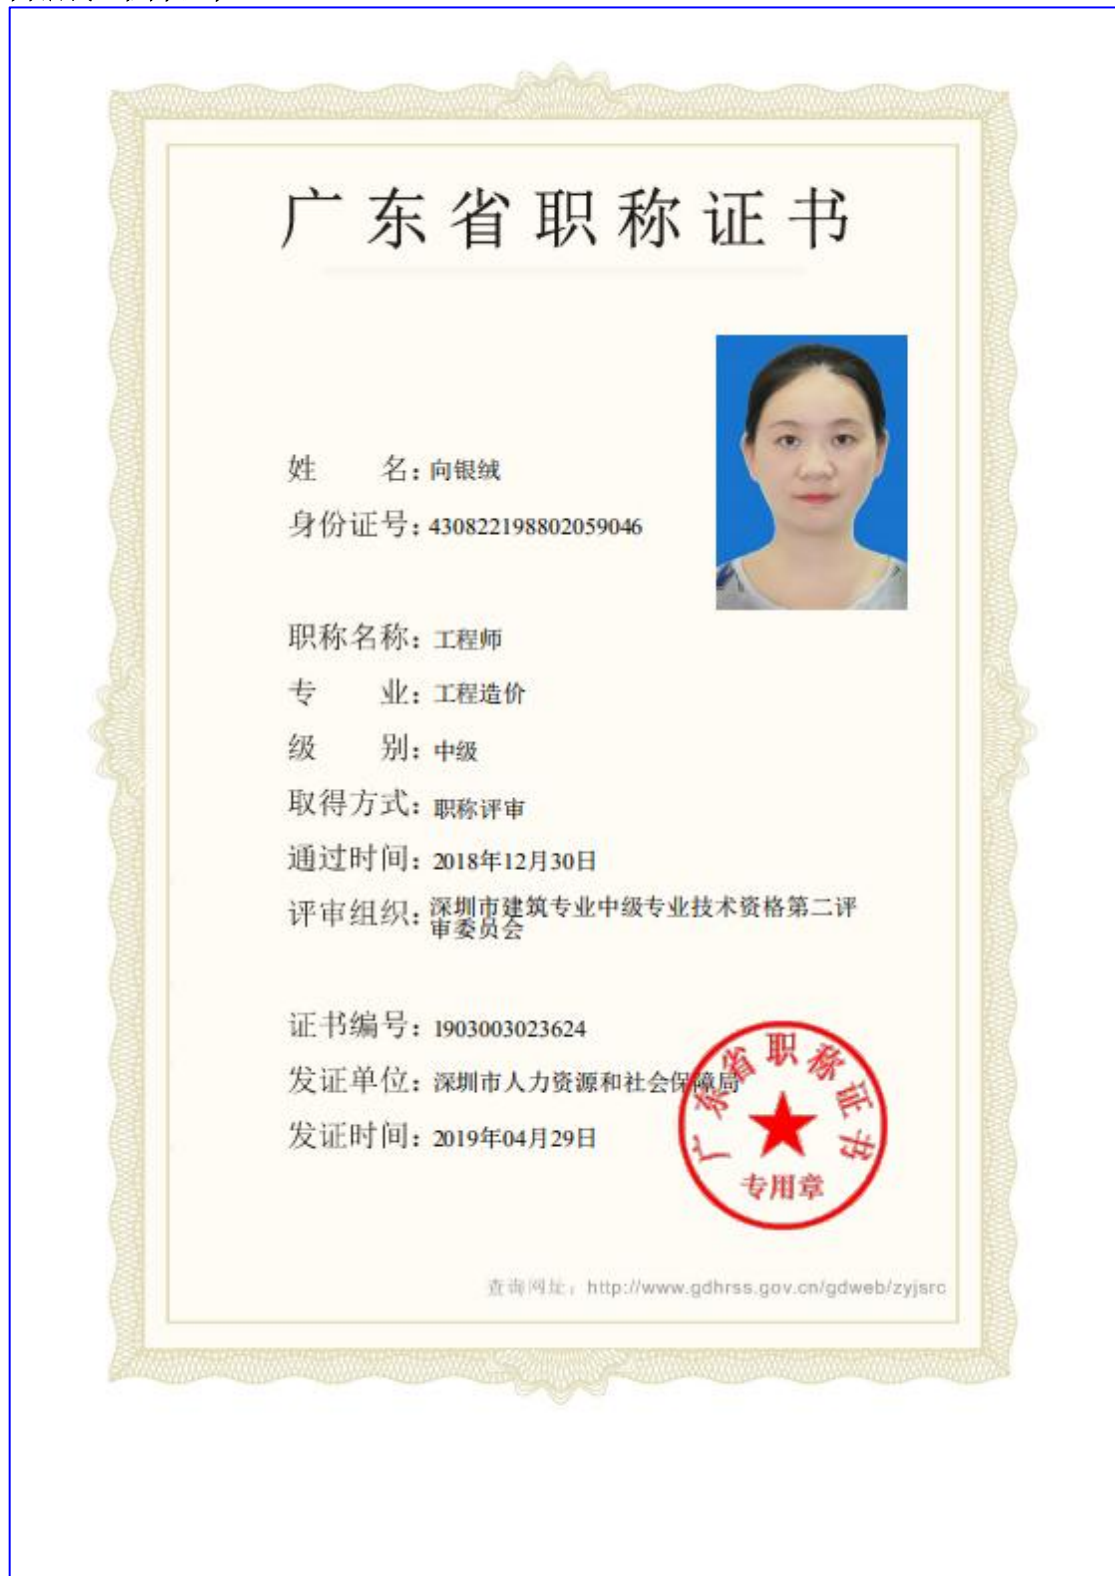 广东省职称证书
姓 名：向银绒
身份证号：430822198802059046
职称名称：工程师
专 业：工程造价
级 别：中级
取得方式：职称评审
通过时间：2018年12月30日
评审组织：深圳市建筑专业中级专业技术资格第二评
审委员会
证书编号：1903003023624
发证单位：深圳市人力资源和社会保障局
发证时间：2019年04月29日
广东省职称证书
专用章
查询网址：http://www.gdhrss.gov.cn/gdweb/zyjsrc